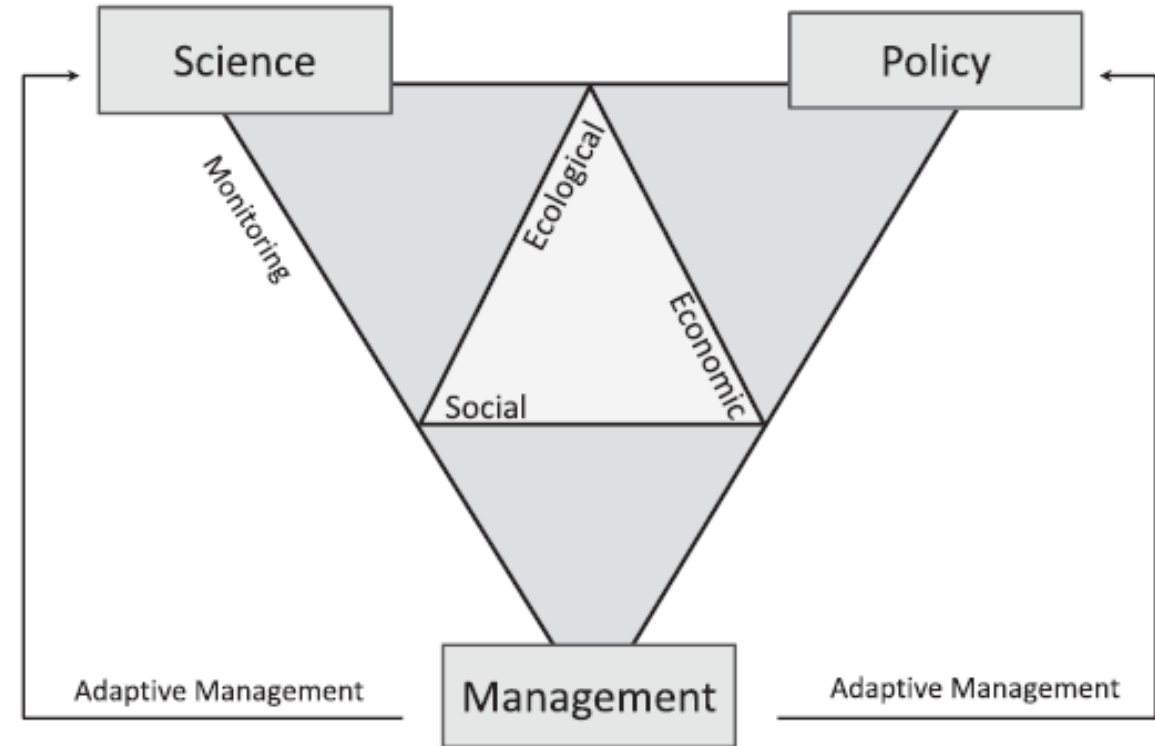 Science
Policy
Monitoring
Ecological
Economic
Social
Adaptive Management
Management
Adaptive Management